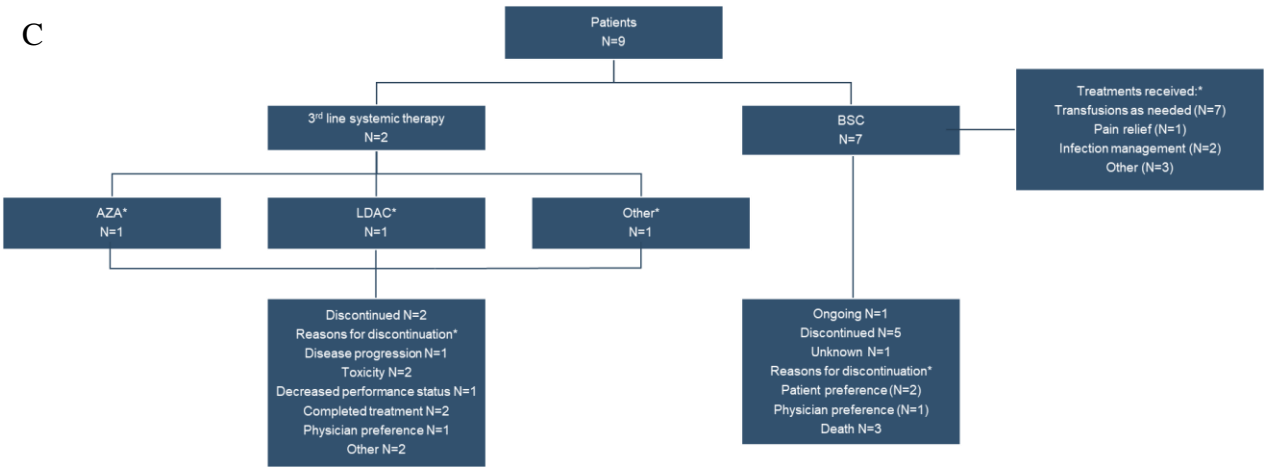 C
Patients
N=9
3rd line systemic therapy
N=2
BSC
N=7
Treatments received:*
Transfusions as needed (N=7)
Pain relief (N=1)
Infection management (N=2)
Other (N=3)
AZA*
N=1
LDAC*
N=1
Other*
N=1
Discontinued N=2
Reasons for discontinuation*
Disease progression N=1
Toxicity N=2
Decreased performance status N=1
Completed treatment N=2
Physician preference N=1
Other N=2
Ongoing N=1
Discontinued N=5
Unknown N=1
Reasons for discontinuation*
Patient preference (N=2)
Physician preference (N=1)
Death N=3